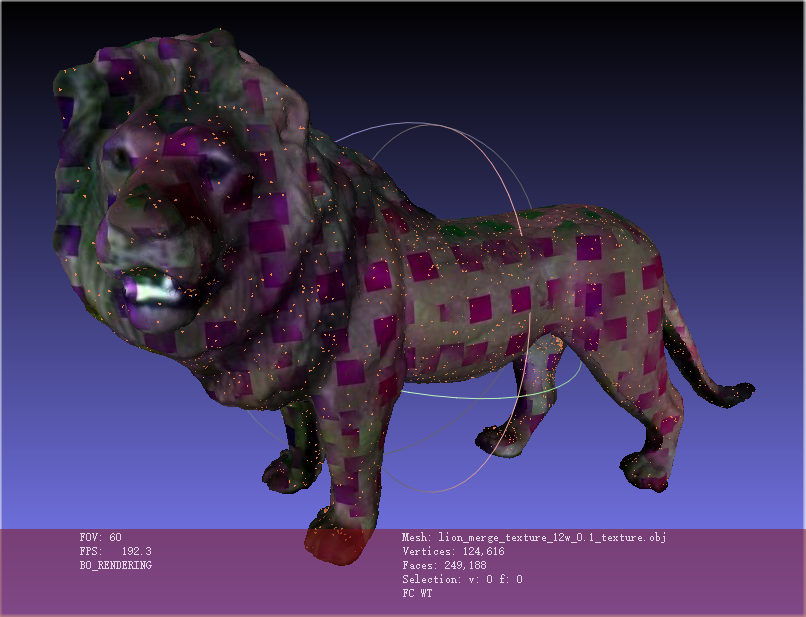 FOV: 60
FPS: 192.3
BO_RENDERING
Mesh: lion_merge_texture_12w_0.1_texture.obj
Vertices: 124,616
Faces: 249,188
Selection: v: 0 f: 0
FC WT